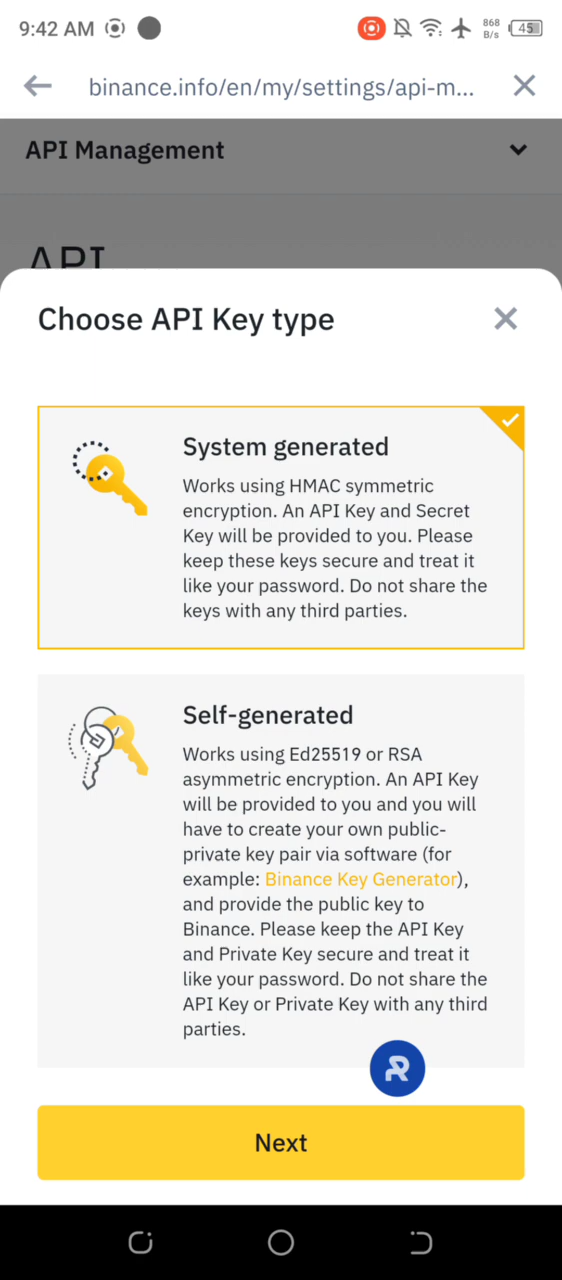 9:42 AM
868
B/s
45
binance.info/en/my/settings/api-m...
API Management
API
Choose API Key type
System generated
Works using HMAC symmetric
encryption. An API Key and Secret
Key will be provided to you. Please
keep these keys secure and treat it
like your password. Do not share the
keys with any third parties.
Self-generated
Works using Ed25519 or RSA
asymmetric encryption. An API Key
will be provided to you and you will
have to create your own public-
private key pair via software (for
example: Binance Key Generator),
and provide the public key to
Binance. Please keep the API Key
and Private Key secure and treat it
like your password. Do not share the
API Key or Private Key with any third
parties.
Next